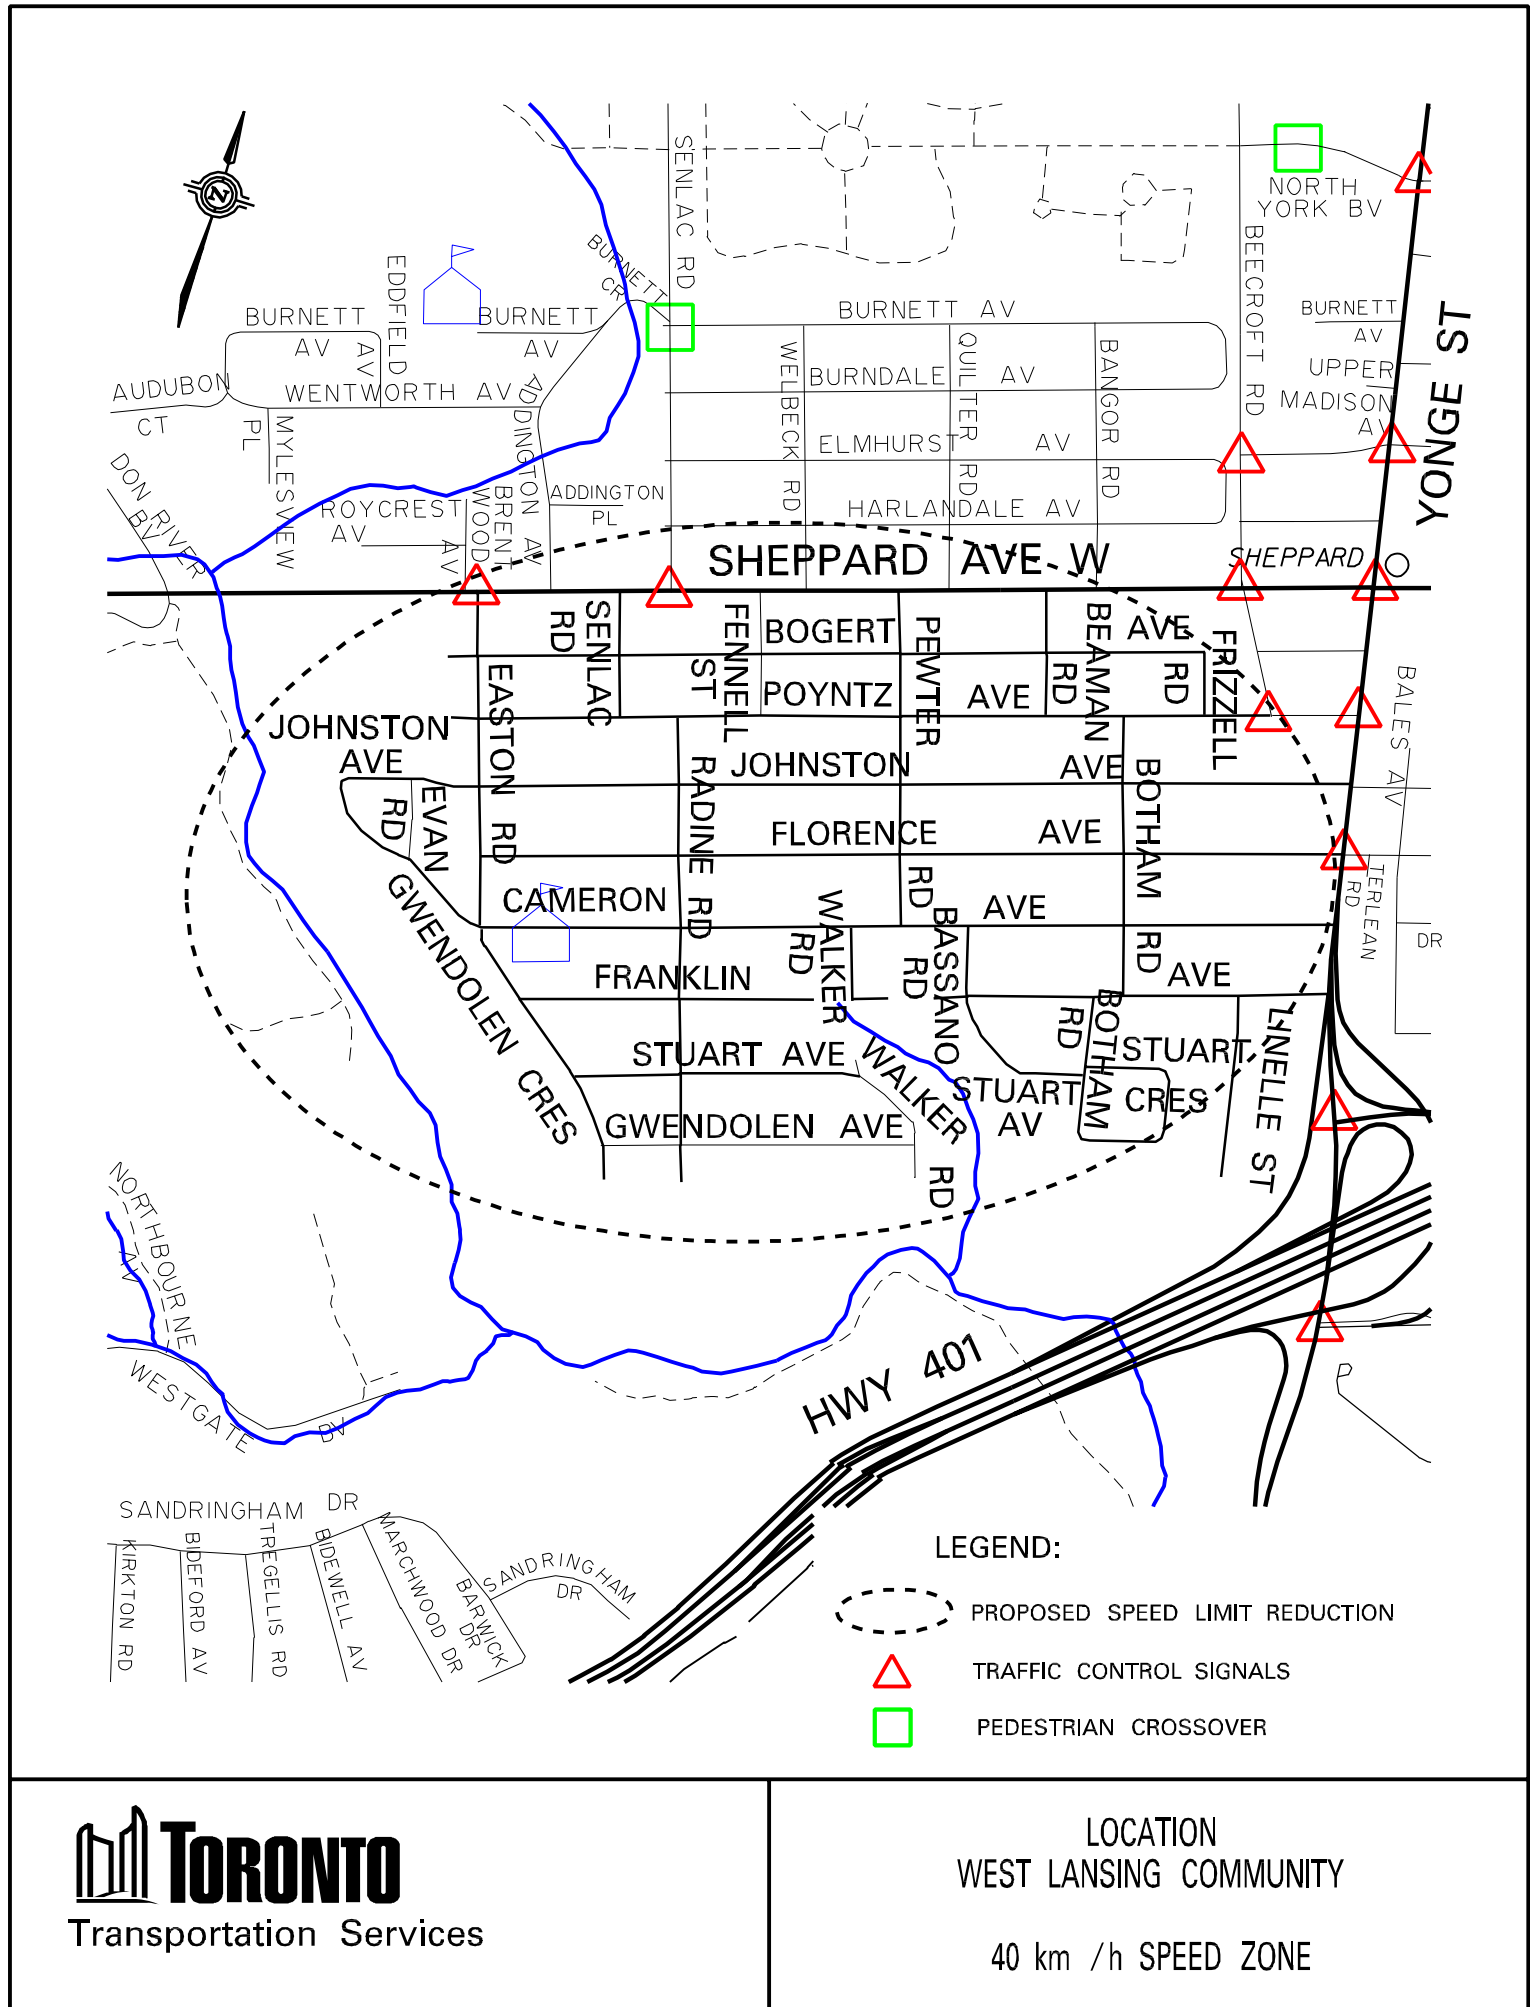 SENLAC RD
NORTH
YORK BV
N
BURNETT
CR
EDDFIELD
AV
BURNETT
AV
BURNETT
AV
BURNETT AV
BEECROFT RD
BURNETT
AV
YONGE ST
AUDUBON
CT
WENTWORTH AV
ADDINGTON AV
WELBECK RD
BURNDALE AV
QUILTER RD
BANGOR RD
UPPER
MADISON
AV
MYLESVIEW
PL
ELMHURST AV
DON RIVER
BV
ROYCREST
AV
BRENT
WOOD
AV
ADDINGTON
PL
HARLANDALE AV
SHEPPARD AVE W
SHEPPARD
SENLAC
RD
FENNELL
ST
BOGERT AVE
PEWTER
RD
BEAMAN
RD
FRIZZELL
RD
EASTON RD
POYNTZ AVE
BALES AV
JOHNSTON
AVE
JOHNSTON AVE
EVAN
RD
RADINE RD
BOTHAM RD
FLORENCE AVE
TERLEAN
RD
GWENDOLEN CRES
CAMERON AVE
WALKER
RD
BASSANO
RD
DR
FRANKLIN AVE
BOTHAM
RD
LINELLE ST
STUART AVE
WALKER RD
STUART
AV
STUART
CRES
GWENDOLEN AVE
NORTHBOURNE
AV
WESTGATE
BV
HWY 401
SANDRINGHAM DR
KIRKTON RD
BIDEFORD AV
TREGELLIS RD
BIDEWELL AV
MARCHWOOD DR
BARWICK
DR
SANDRINGHAM
DR
LEGEND:
PROPOSED SPEED LIMIT REDUCTION
TRAFFIC CONTROL SIGNALS
PEDESTRIAN CROSSOVER
TORONTO
Transportation Services
LOCATION
WEST LANSING COMMUNITY
40 km /h SPEED ZONE